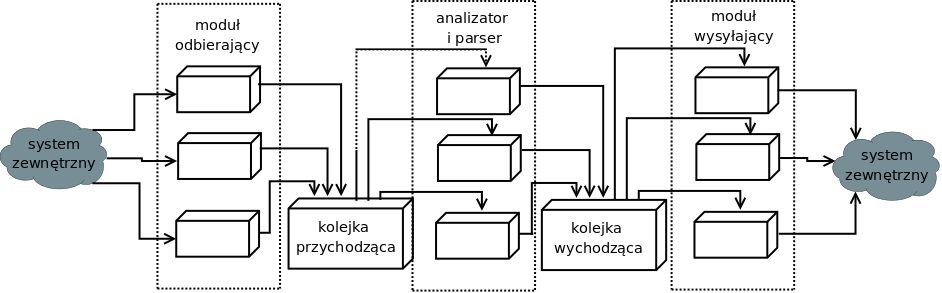 system
zewnętrzny
moduł
odbierający
kolejka
przychodząca
analizator
i parser
kolejka
wychodząca
moduł
wysyłający
system
zewnętrzny